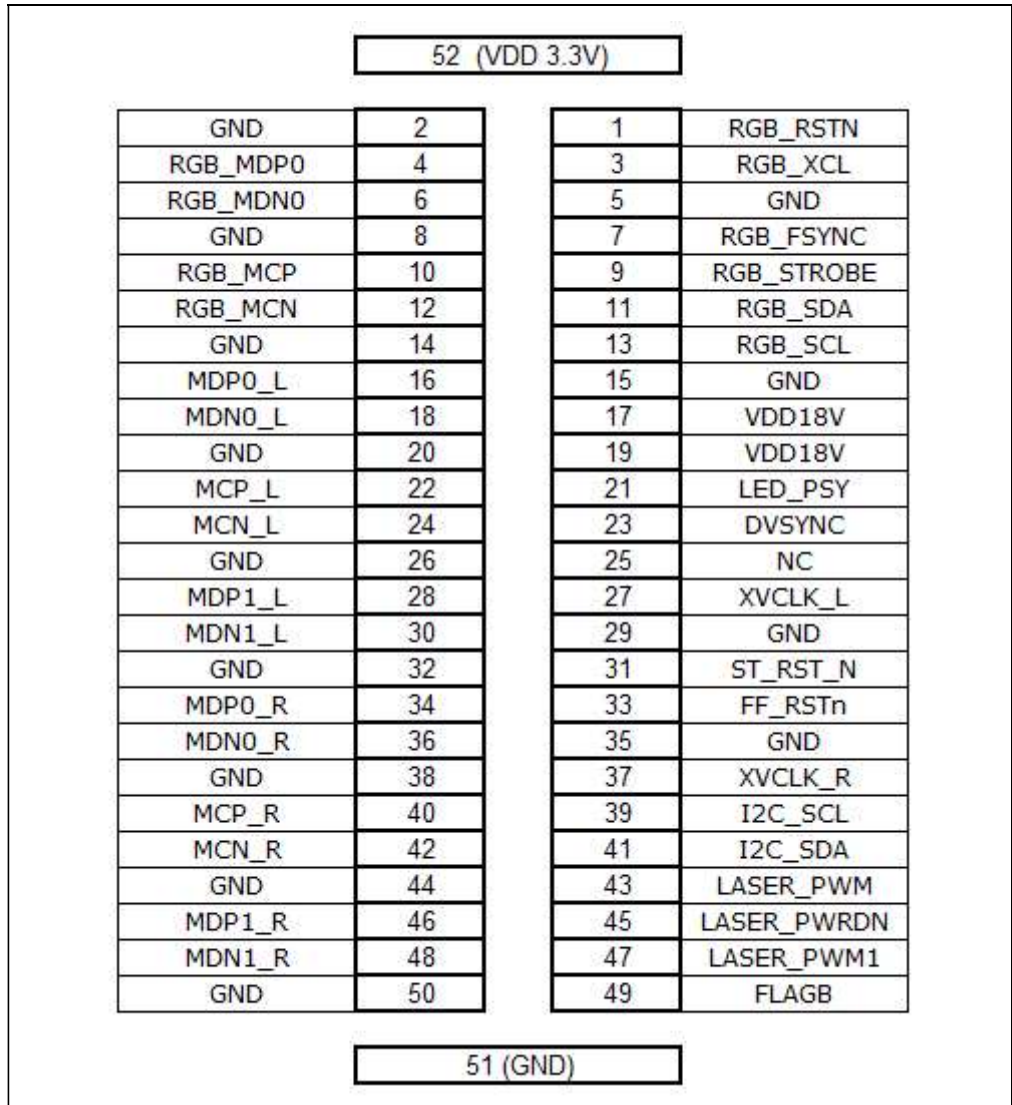 52 (VDD 3.3V)
GND 2 1 RGB_RSTN
RGB_MDP0 4 3 RGB_XCL
RGB_MDN0 6 5 GND
GND 8 7 RGB_FSYNC
RGB_MCP 10 9 RGB_STROBE
RGB_MCN 12 11 RGB_SDA
GND 14 13 RGB_SCL
MDP0_L 16 15 GND
MDN0_L 18 17 VDD18V
GND 20 19 VDD18V
MCP_L 22 21 LED_PSY
MCN_L 24 23 DVSYNC
GND 26 25 NC
MDP1_L 28 27 XVCLK_L
MDN1_L 30 29 GND
GND 32 31 ST_RST_N
MDP0_R 34 33 FF_RSTn
MDN0_R 36 35 GND
GND 38 37 XVCLK_R
MCP_R 40 39 I2C_SCL
MCN_R 42 41 I2C_SDA
GND 44 43 LASER_PWM
MDP1_R 46 45 LASER_PWRDN
MDN1_R 48 47 LASER_PWM1
GND 50 49 FLAGB
51 (GND)